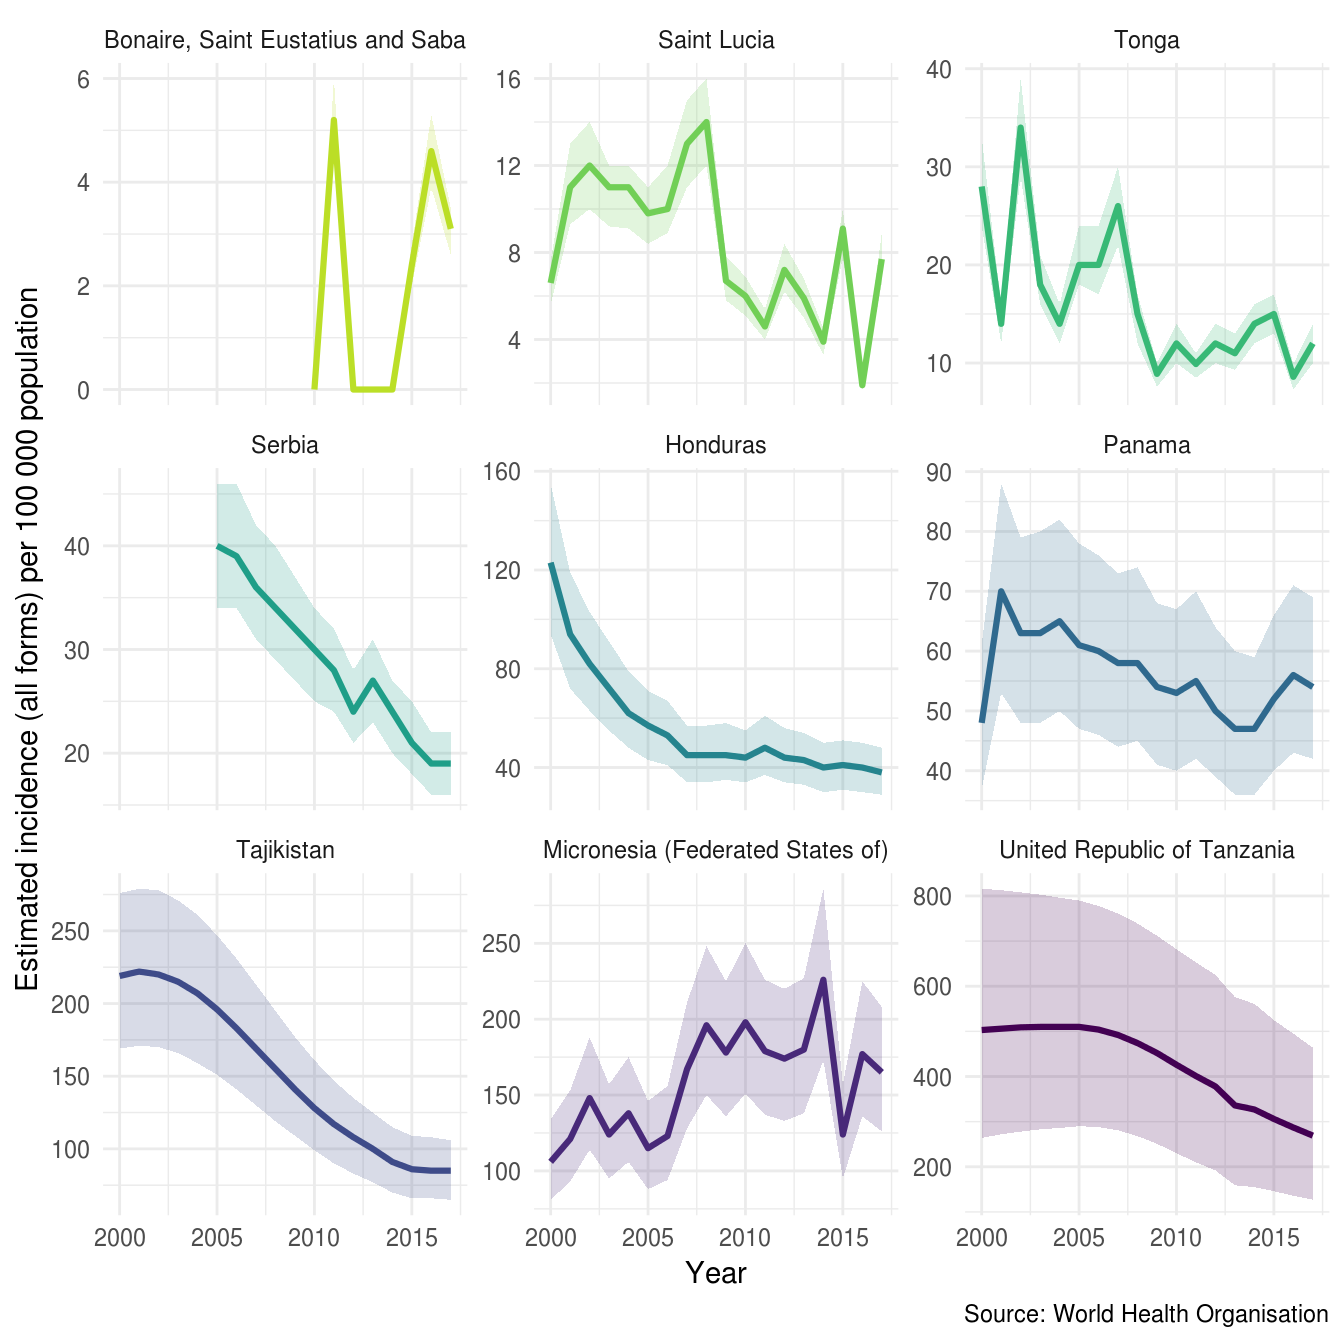 Bonaire, Saint Eustatius and Saba
Saint Lucia
Tonga
6
4
2
0
16
12
8
4
40
30
20
10
Estimated incidence (all forms) per 100 000 population
Serbia
Honduras
Panama
40
30
20
160
120
80
40
90
80
70
60
50
40
Tajikistan
Micronesia (Federated States of)
United Republic of Tanzania
250
200
150
100
250
200
150
100
800
600
400
200
2000 2005 2010 2015
2000 2005 2010 2015
2000 2005 2010 2015
Year
Source: World Health Organisation